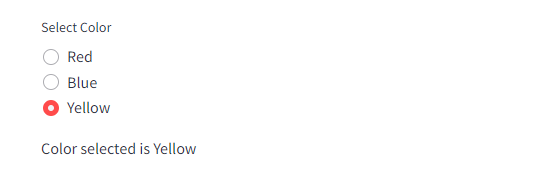 Select Color
Red
Blue
Yellow
Color selected is Yellow